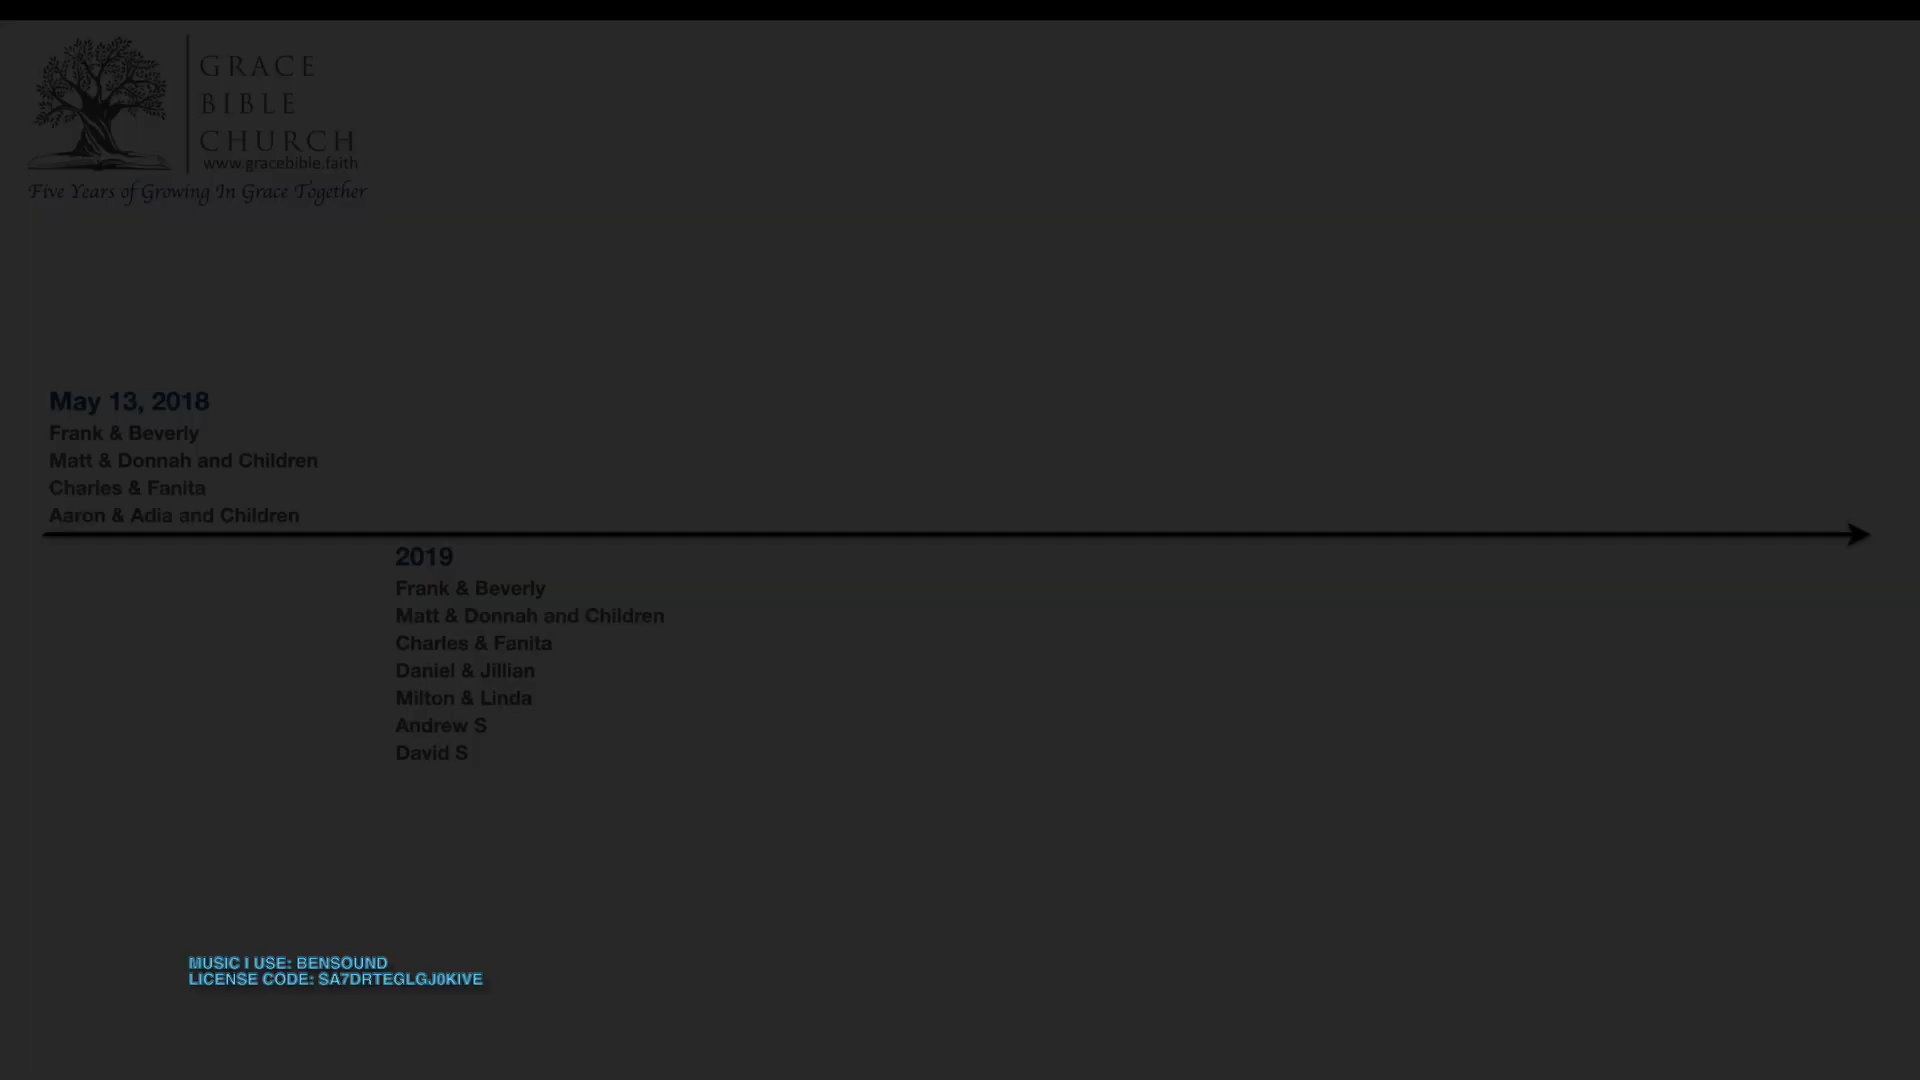 GRACE
BIBLE
CHURCH
www.gracebible.faith
Five Years of Growing In Grace Together
May 13, 2018
Frank & Beverly
Matt & Donnah and Children
Charles & Fanita
Aaron & Adia and Children
2019
Frank & Beverly
Matt & Donnah and Children
Charles & Fanita
Daniel & Jillian
Milton & Linda
Andrew S
David S
MUSIC I USE: BENSOUND
LICENSE CODE: SA7DRTEGLGJ0KIVE